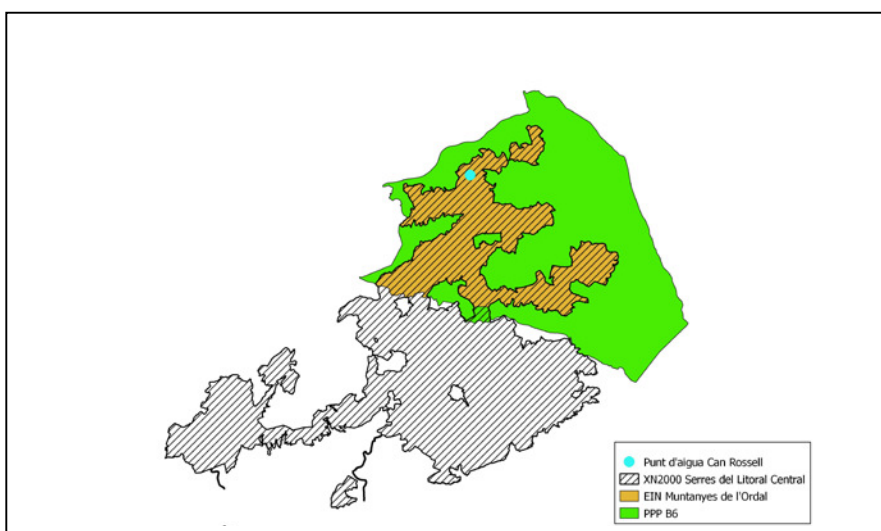 Punt d'aigua Can Rossell
XN2000 Serres del Litoral Central
EIN Muntanyes de l'Ordal
PPP B6